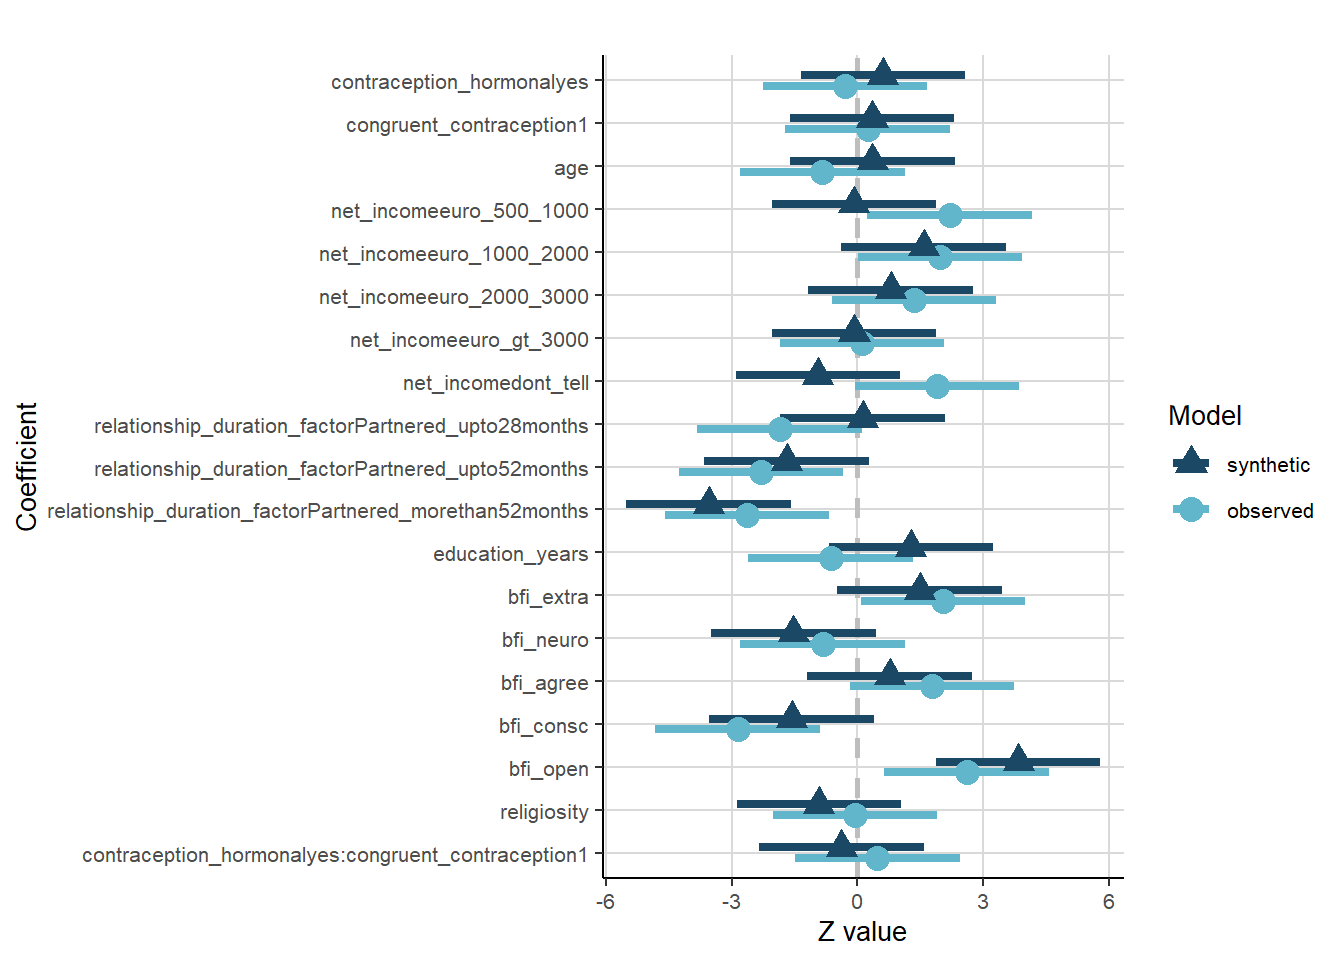 contraception_hormonalyes
congruent_contraception1
age
net_incomeeuro_500_1000
net_incomeeuro_1000_2000
net_incomeeuro_2000_3000
net_incomeeuro_gt_3000
net_incomedont_tell
relationship_duration_factorPartnered_upto28months
relationship_duration_factorPartnered_upto52months
relationship_duration_factorPartnered_morethan52months
education_years
bfi_extra
bfi_neuro
bfi_agree
bfi_consc
bfi_open
religiosity
contraception_hormonalyes:congruent_contraception1
Coefficient
-6 -3 0 3 6
Z value
Model
synthetic
observed